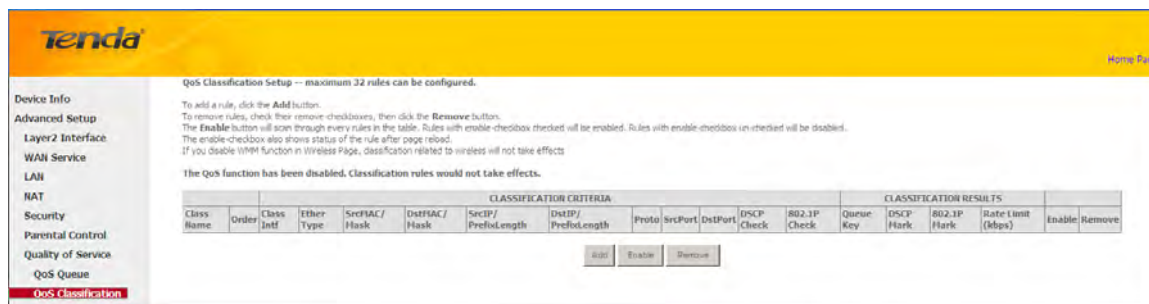 Tenda
Home Pa
QoS Classification Setup -- maximum 32 rules can be configured.
To add a rule, click the Add button.
To remove rules, check their remove checkboxes, then click the Remove button.
The Enable button will scan through every rules in the table. Rules with enable-checkbox checked will be enabled. Rules with enable-checkbox un-checked will be disabled.
The enable-checkbox also shows status of the rule after page reload.
If you disable WMM function in Wireless Page, classification related to wireless will not take effects
The QoS function has been disabled. Classification rules would not take effects.
Device Info
Advanced Setup
Layer2 Interface
WAN Service
LAN
NAT
Security
Parental Control
Quality of Service
QoS Queue
QoS Classification
CLASSIFICATION CRITERIA CLASSIFICATION RESULTS
Class Name Order Class Intf Ether Type SrcMAC/ Mask DstMAC/ Mask SrcIP/ PrefixLength DstIP/ PrefixLength Proto SrcPort DstPort DSCP Check 802.1P Check Queue Key DSCP Mark 802.1P Mark Rate Limit (kbps) Enable Remove
Add Enable Remove